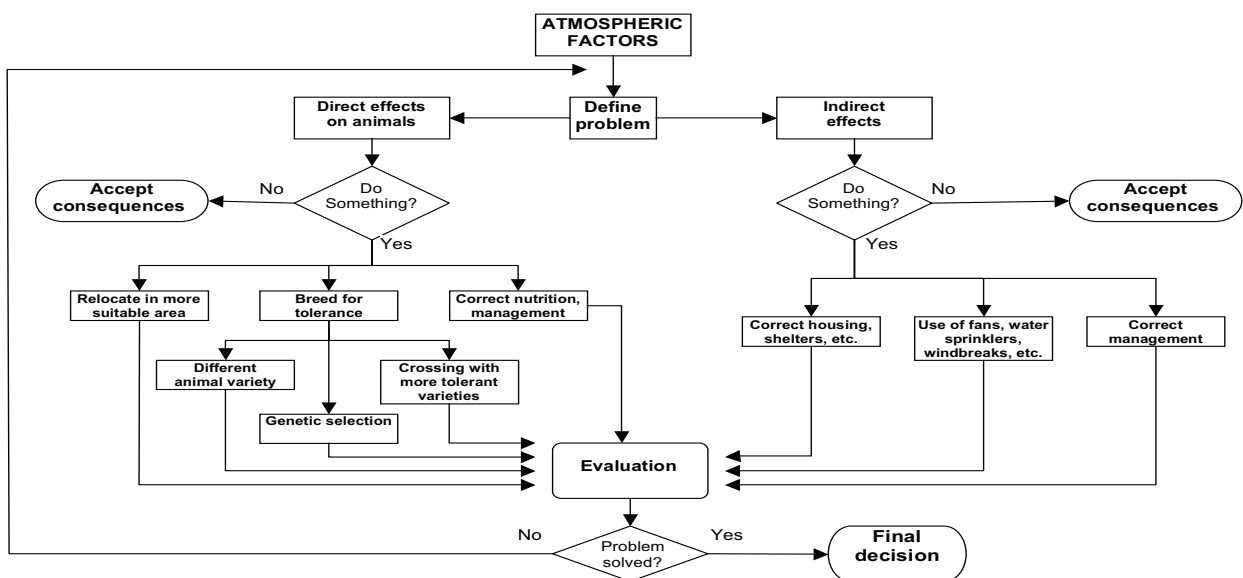 ATMOSPHERIC
FACTORS
Direct effects
on animals
Define
problem
Indirect
effects
Accept
consequences
No
Do
Something?
Yes
Do
Something?
No
Yes
Accept
consequences
Relocate in more
suitable area
Breed for
tolerance
Correct nutrition,
management
Correct housing,
shelters, etc.
Use of fans, water
sprinklers,
windbreaks, etc.
Correct
management
Different
animal variety
Crossing with
more tolerant
varieties
Genetic selection
Evaluation
No
Problem
solved?
Yes
Final
decision